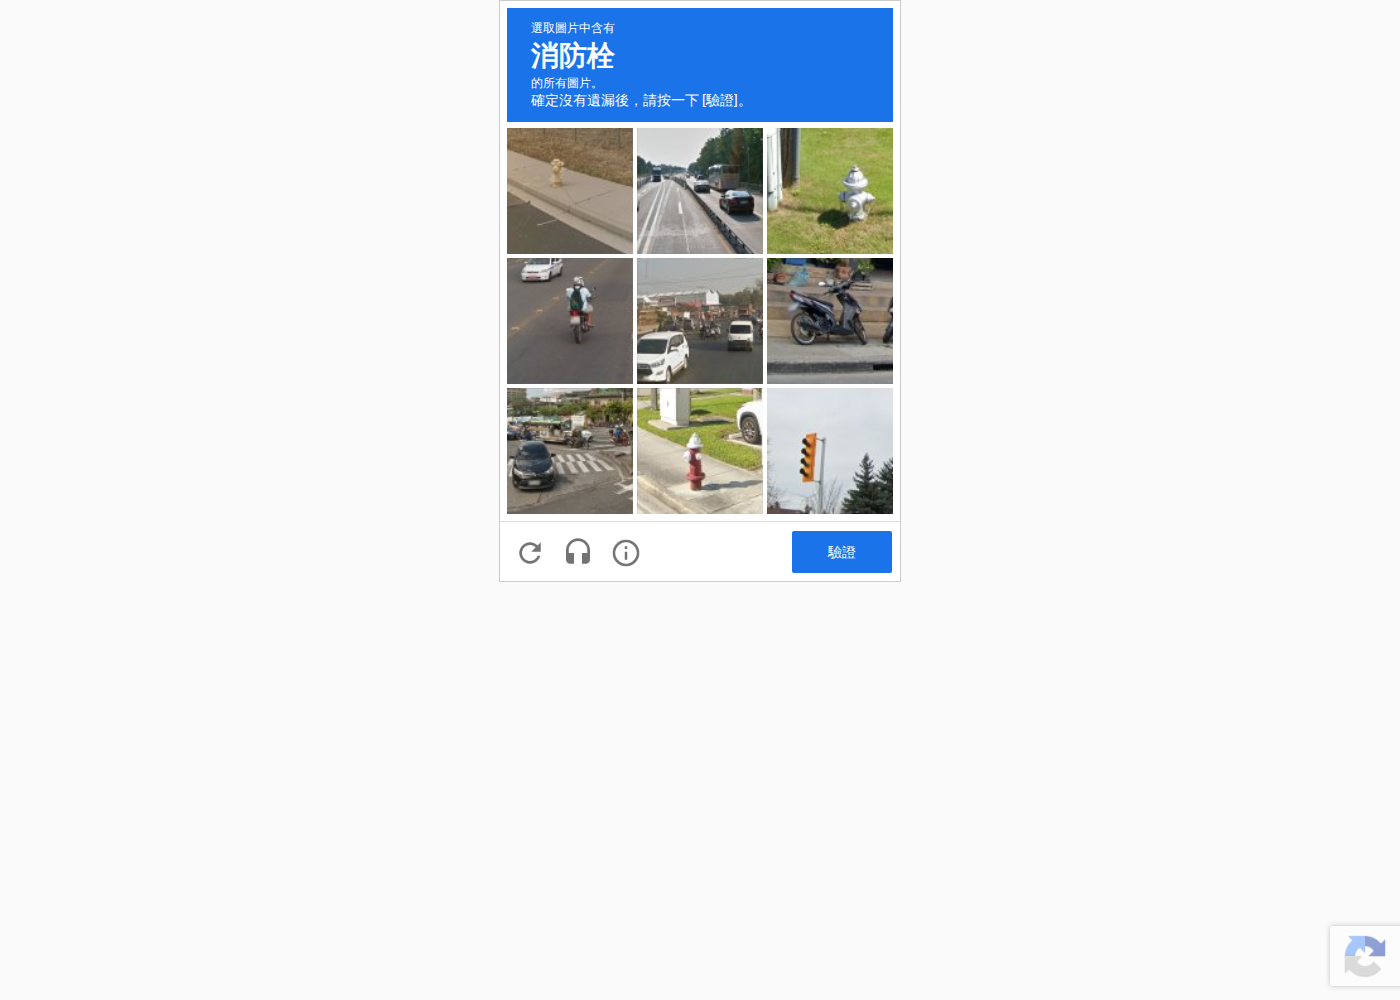 選取圖片中含有
消防栓
的所有圖片。
確定沒有遺漏後，請按一下 [驗證]。
驗證